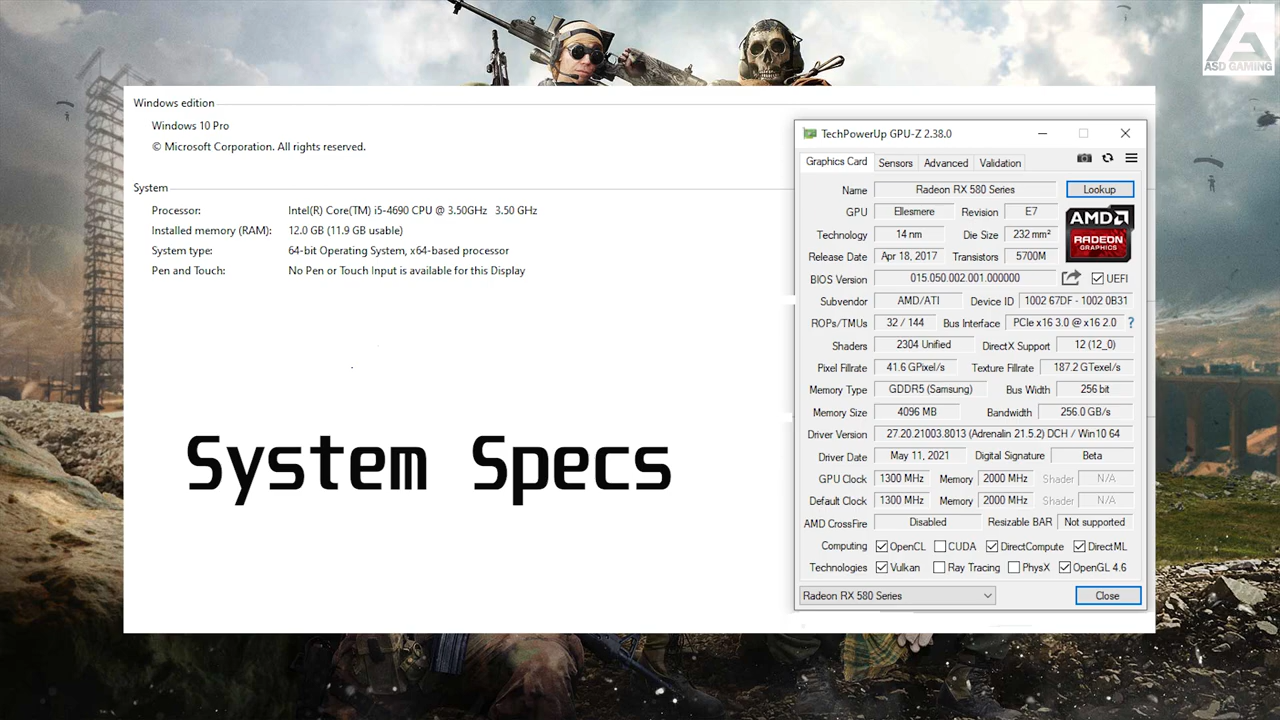 ASD GAMING
Windows edition
Windows 10 Pro
© Microsoft Corporation. All rights reserved.
System
Processor: Intel(R) Core(TM) i5-4690 CPU @ 3.50GHz 3.50 GHz
Installed memory (RAM): 12.0 GB (11.9 GB usable)
System type: 64-bit Operating System, x64-based processor
Pen and Touch: No Pen or Touch Input is available for this Display
System Specs
TechPowerUp GPU-Z 2.38.0
Graphics Card Sensors Advanced Validation
Name Radeon RX 580 Series Lookup
GPU Ellesmere Revision E7
AMD
RADEON
GRAPHICS
Technology 14 nm Die Size 232 mm²
Release Date Apr 18, 2017 Transistors 5700M
BIOS Version 015.050.002.001.000000 UEFI
Subvendor AMD/ATI Device ID 1002 67DF - 1002 0B31
ROPs/TMUs 32 / 144 Bus Interface PCIe x16 3.0 @ x16 2.0 ?
Shaders 2304 Unified DirectX Support 12 (12_0)
Pixel Fillrate 41.6 GPixel/s Texture Fillrate 187.2 GTexel/s
Memory Type GDDR5 (Samsung) Bus Width 256 bit
Memory Size 4096 MB Bandwidth 256.0 GB/s
Driver Version 27.20.21003.8013 (Adrenalin 21.5.2) DCH / Win10 64
Driver Date May 11, 2021 Digital Signature Beta
GPU Clock 1300 MHz Memory 2000 MHz Shader N/A
Default Clock 1300 MHz Memory 2000 MHz Shader N/A
AMD CrossFire Disabled Resizable BAR Not supported
Computing OpenCL CUDA DirectCompute DirectML
Technologies Vulkan Ray Tracing PhysX OpenGL 4.6
Radeon RX 580 Series Close